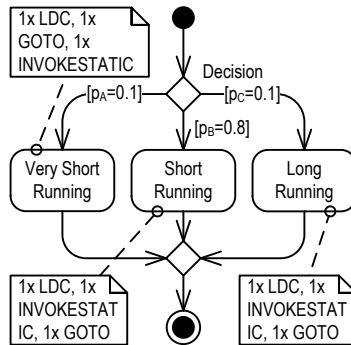 1x LDC, 1x
GOTO, 1x
INVOKESTATIC
Decision
[pA=0.1]
[pC=0.1]
[pB=0.8]
Very Short
Running
Short
Running
Long
Running
1x LDC, 1x
INVOKESTAT
IC, 1x GOTO
1x LDC, 1x
INVOKESTAT
IC, 1x GOTO